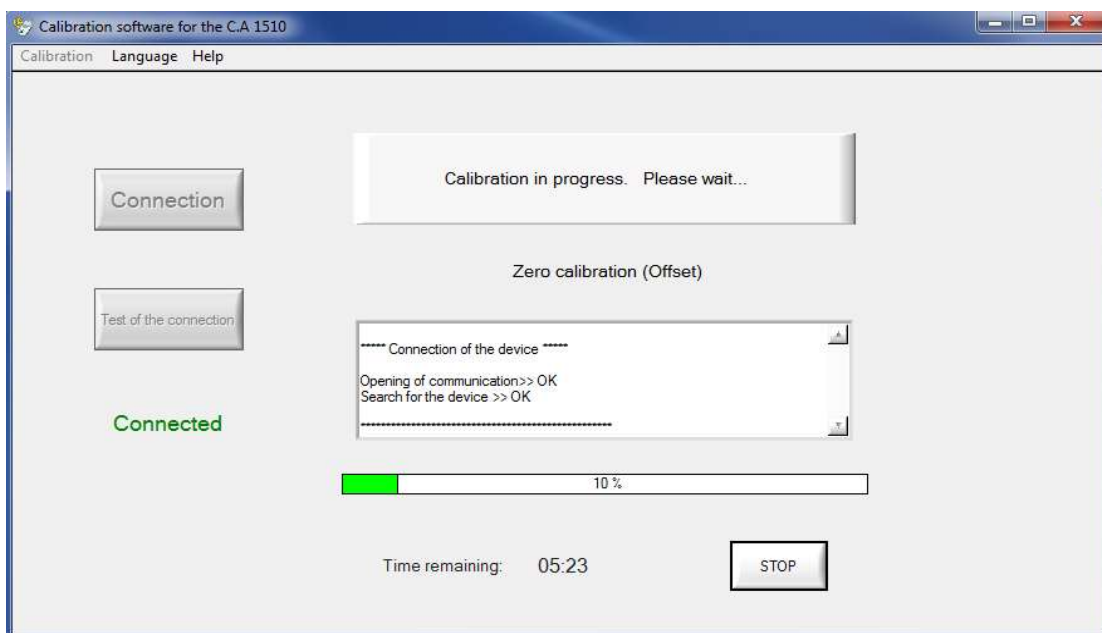 Calibration software for the C.A 1510
Calibration Language Help
Calibration in progress. Please wait...
Connection
Zero calibration (Offset)
Test of the connection
***** Connection of the device *****
Opening of communication>> OK
Search for the device >> OK
Connected
10 %
Time remaining: 05:23
STOP